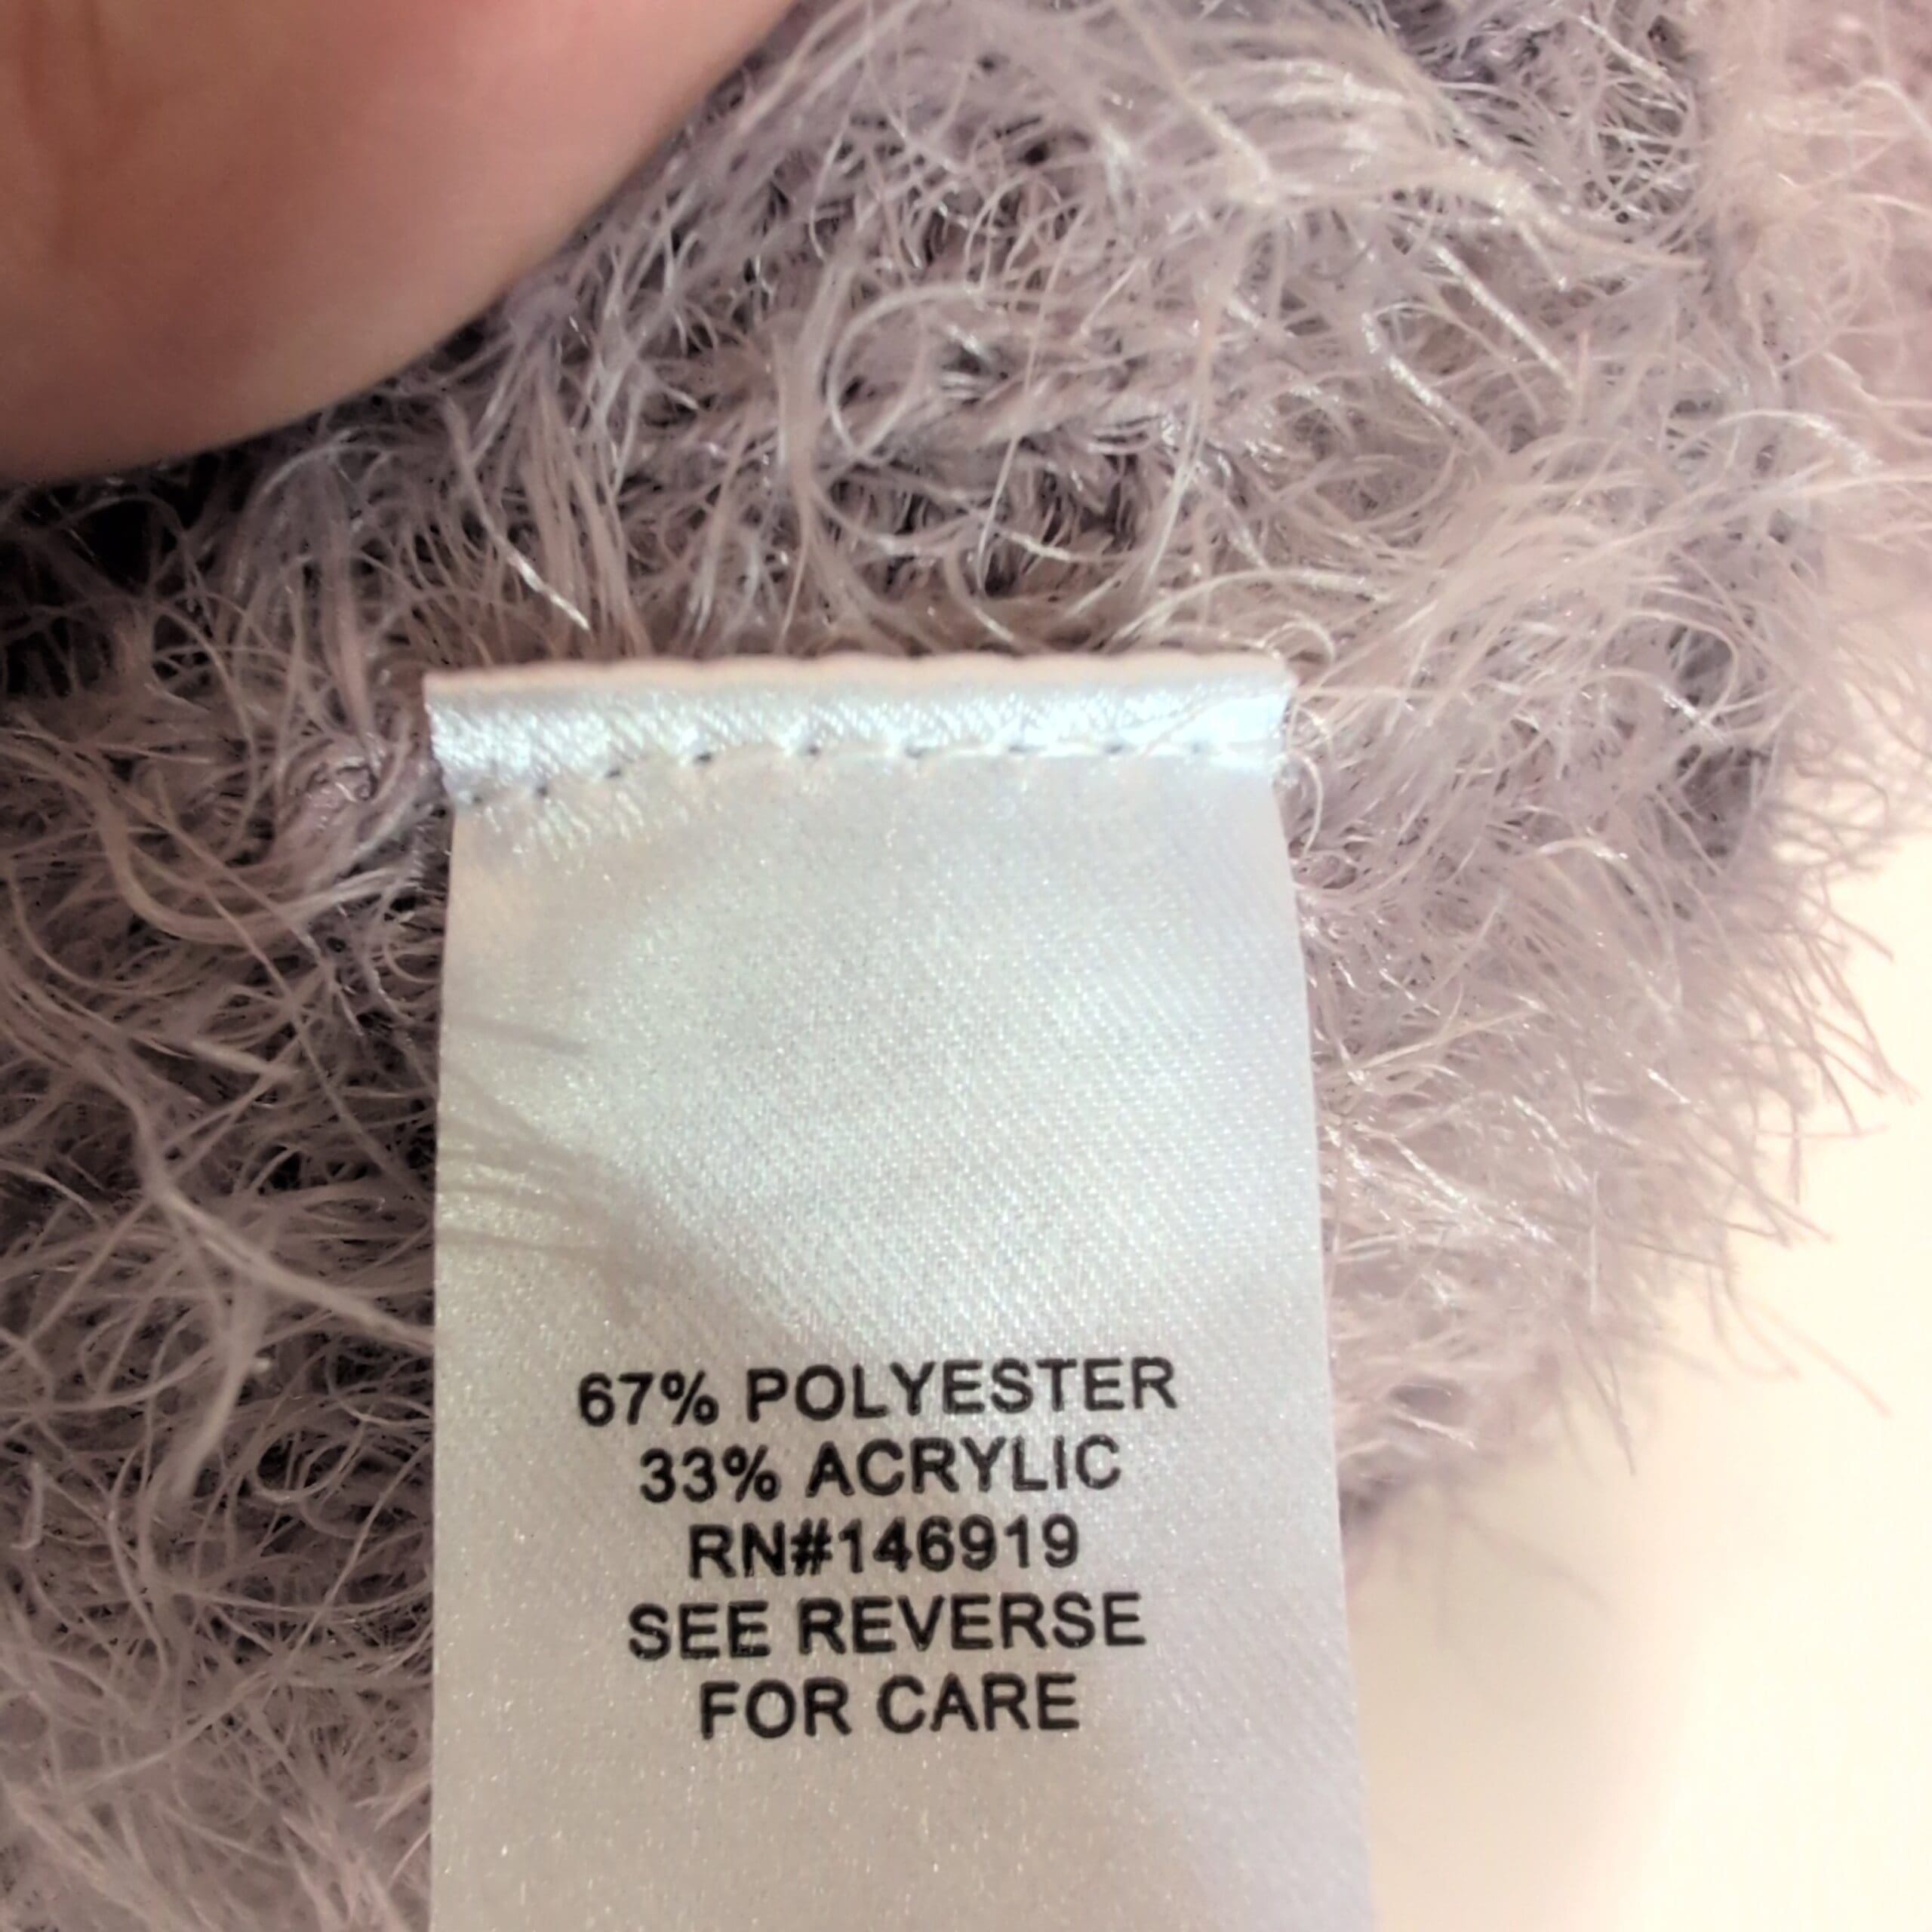 67% POLYESTER
33% ACRYLIC
RN#146919
SEE REVERSE
FOR CARE